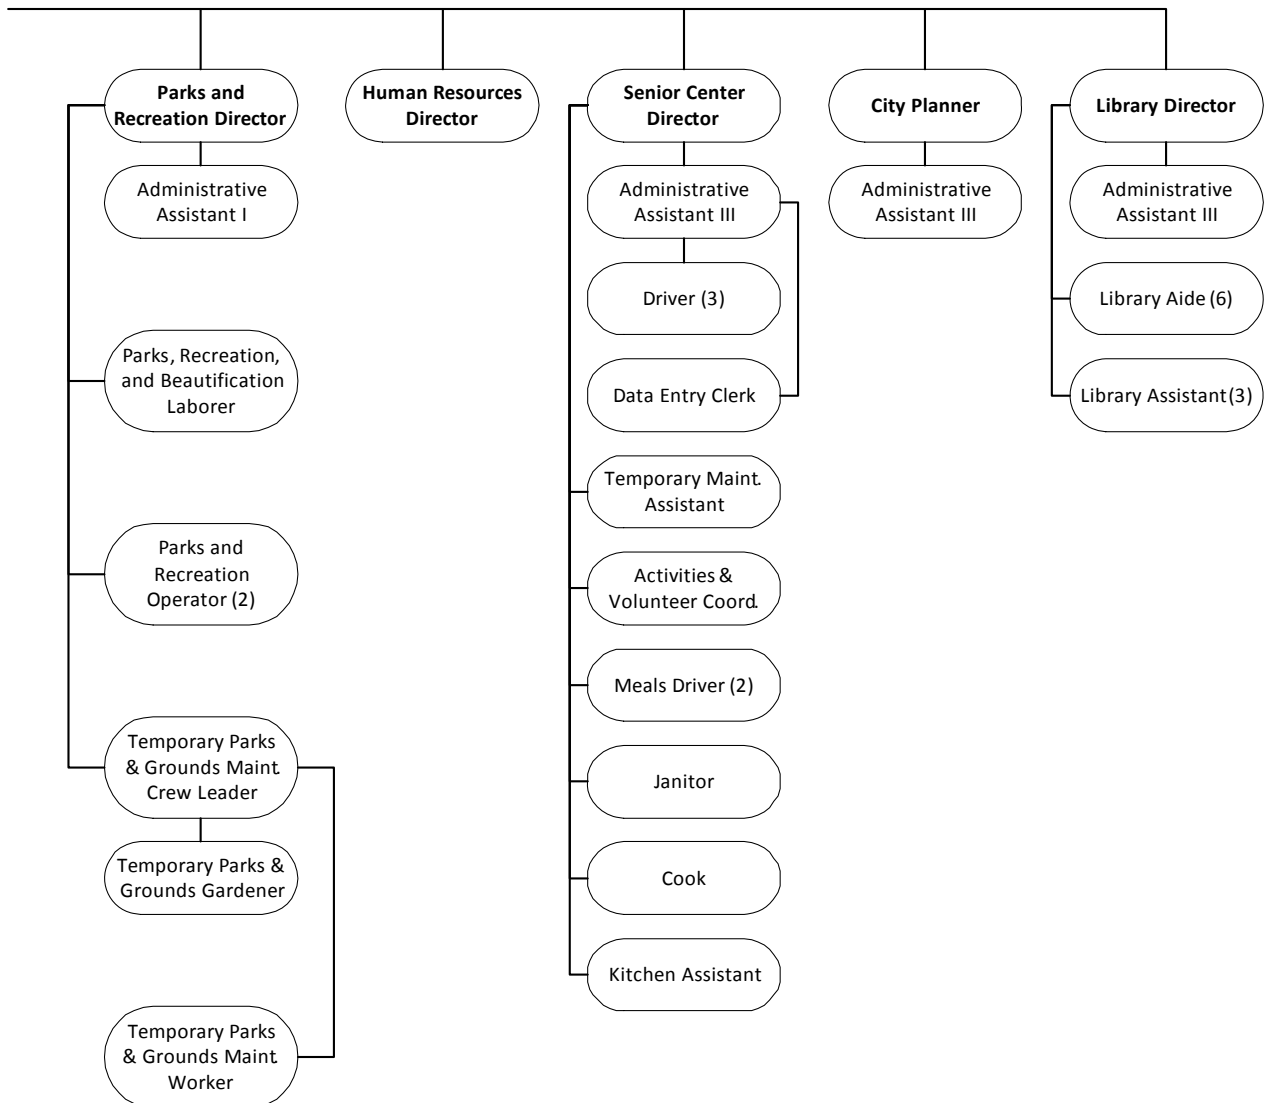 Parks and
Recreation Director
Human Resources
Director
Senior Center
Director
City Planner
Library Director
Administrative
Assistant I
Administrative
Assistant III
Administrative
Assistant III
Administrative
Assistant III
Driver (3)
Library Aide (6)
Parks, Recreation,
and Beautification
Laborer
Data Entry Clerk
Library Assistant (3)
Temporary Maint.
Assistant
Parks and
Recreation
Operator (2)
Activities &
Volunteer Coord.
Meals Driver (2)
Temporary Parks
& Grounds Maint.
Crew Leader
Janitor
Temporary Parks &
Grounds Gardener
Cook
Kitchen Assistant
Temporary Parks
& Grounds Maint.
Worker